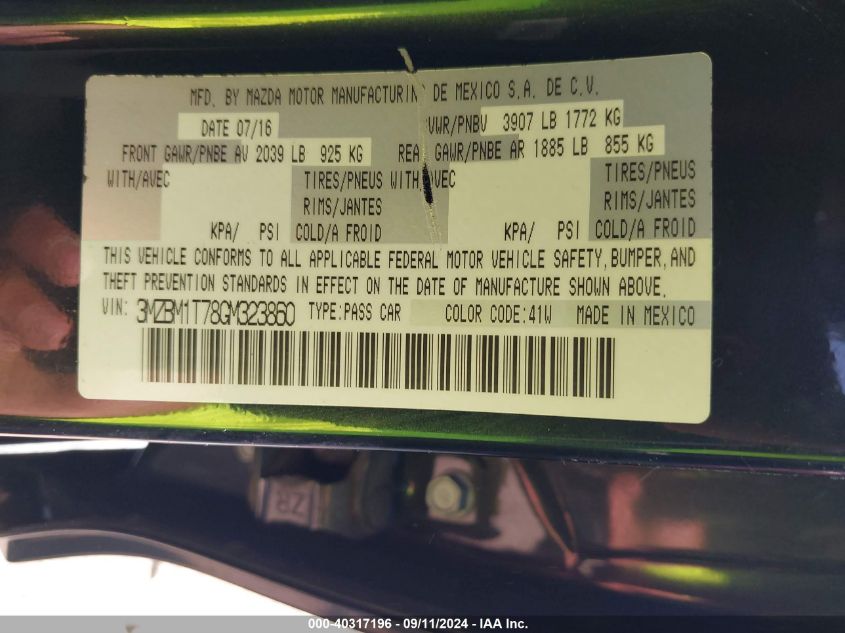 MFD. BY MAZDA MOTOR MANUFACTURING DE MEXICO S.A. DE C.V.
DATE 07/16 VWR/PNBV 3907 LB 1772 KG
FRONT GAWR/PNBE AV 2039 LB 925 KG REA GAWR/PNBE AR 1885 LB 855 KG
WITH/AVEC TIRES/PNEUS WITH/AVEC TIRES/PNEUS
RIMS/JANTES RIMS/JANTES
KPA/ PSI COLD/A FROID KPA/ PSI COLD/A FROID
THIS VEHICLE CONFORMS TO ALL APPLICABLE FEDERAL MOTOR VEHICLE SAFETY, BUMPER, AND
THEFT PREVENTION STANDARDS IN EFFECT ON THE DATE OF MANUFACTURE SHOWN ABOVE.
VIN: 3MZBM1T78GM323860 TYPE:PASS CAR COLOR CODE:41W MADE IN MEXICO
ZR
000-40317196 - 09/11/2024 - IAA Inc.